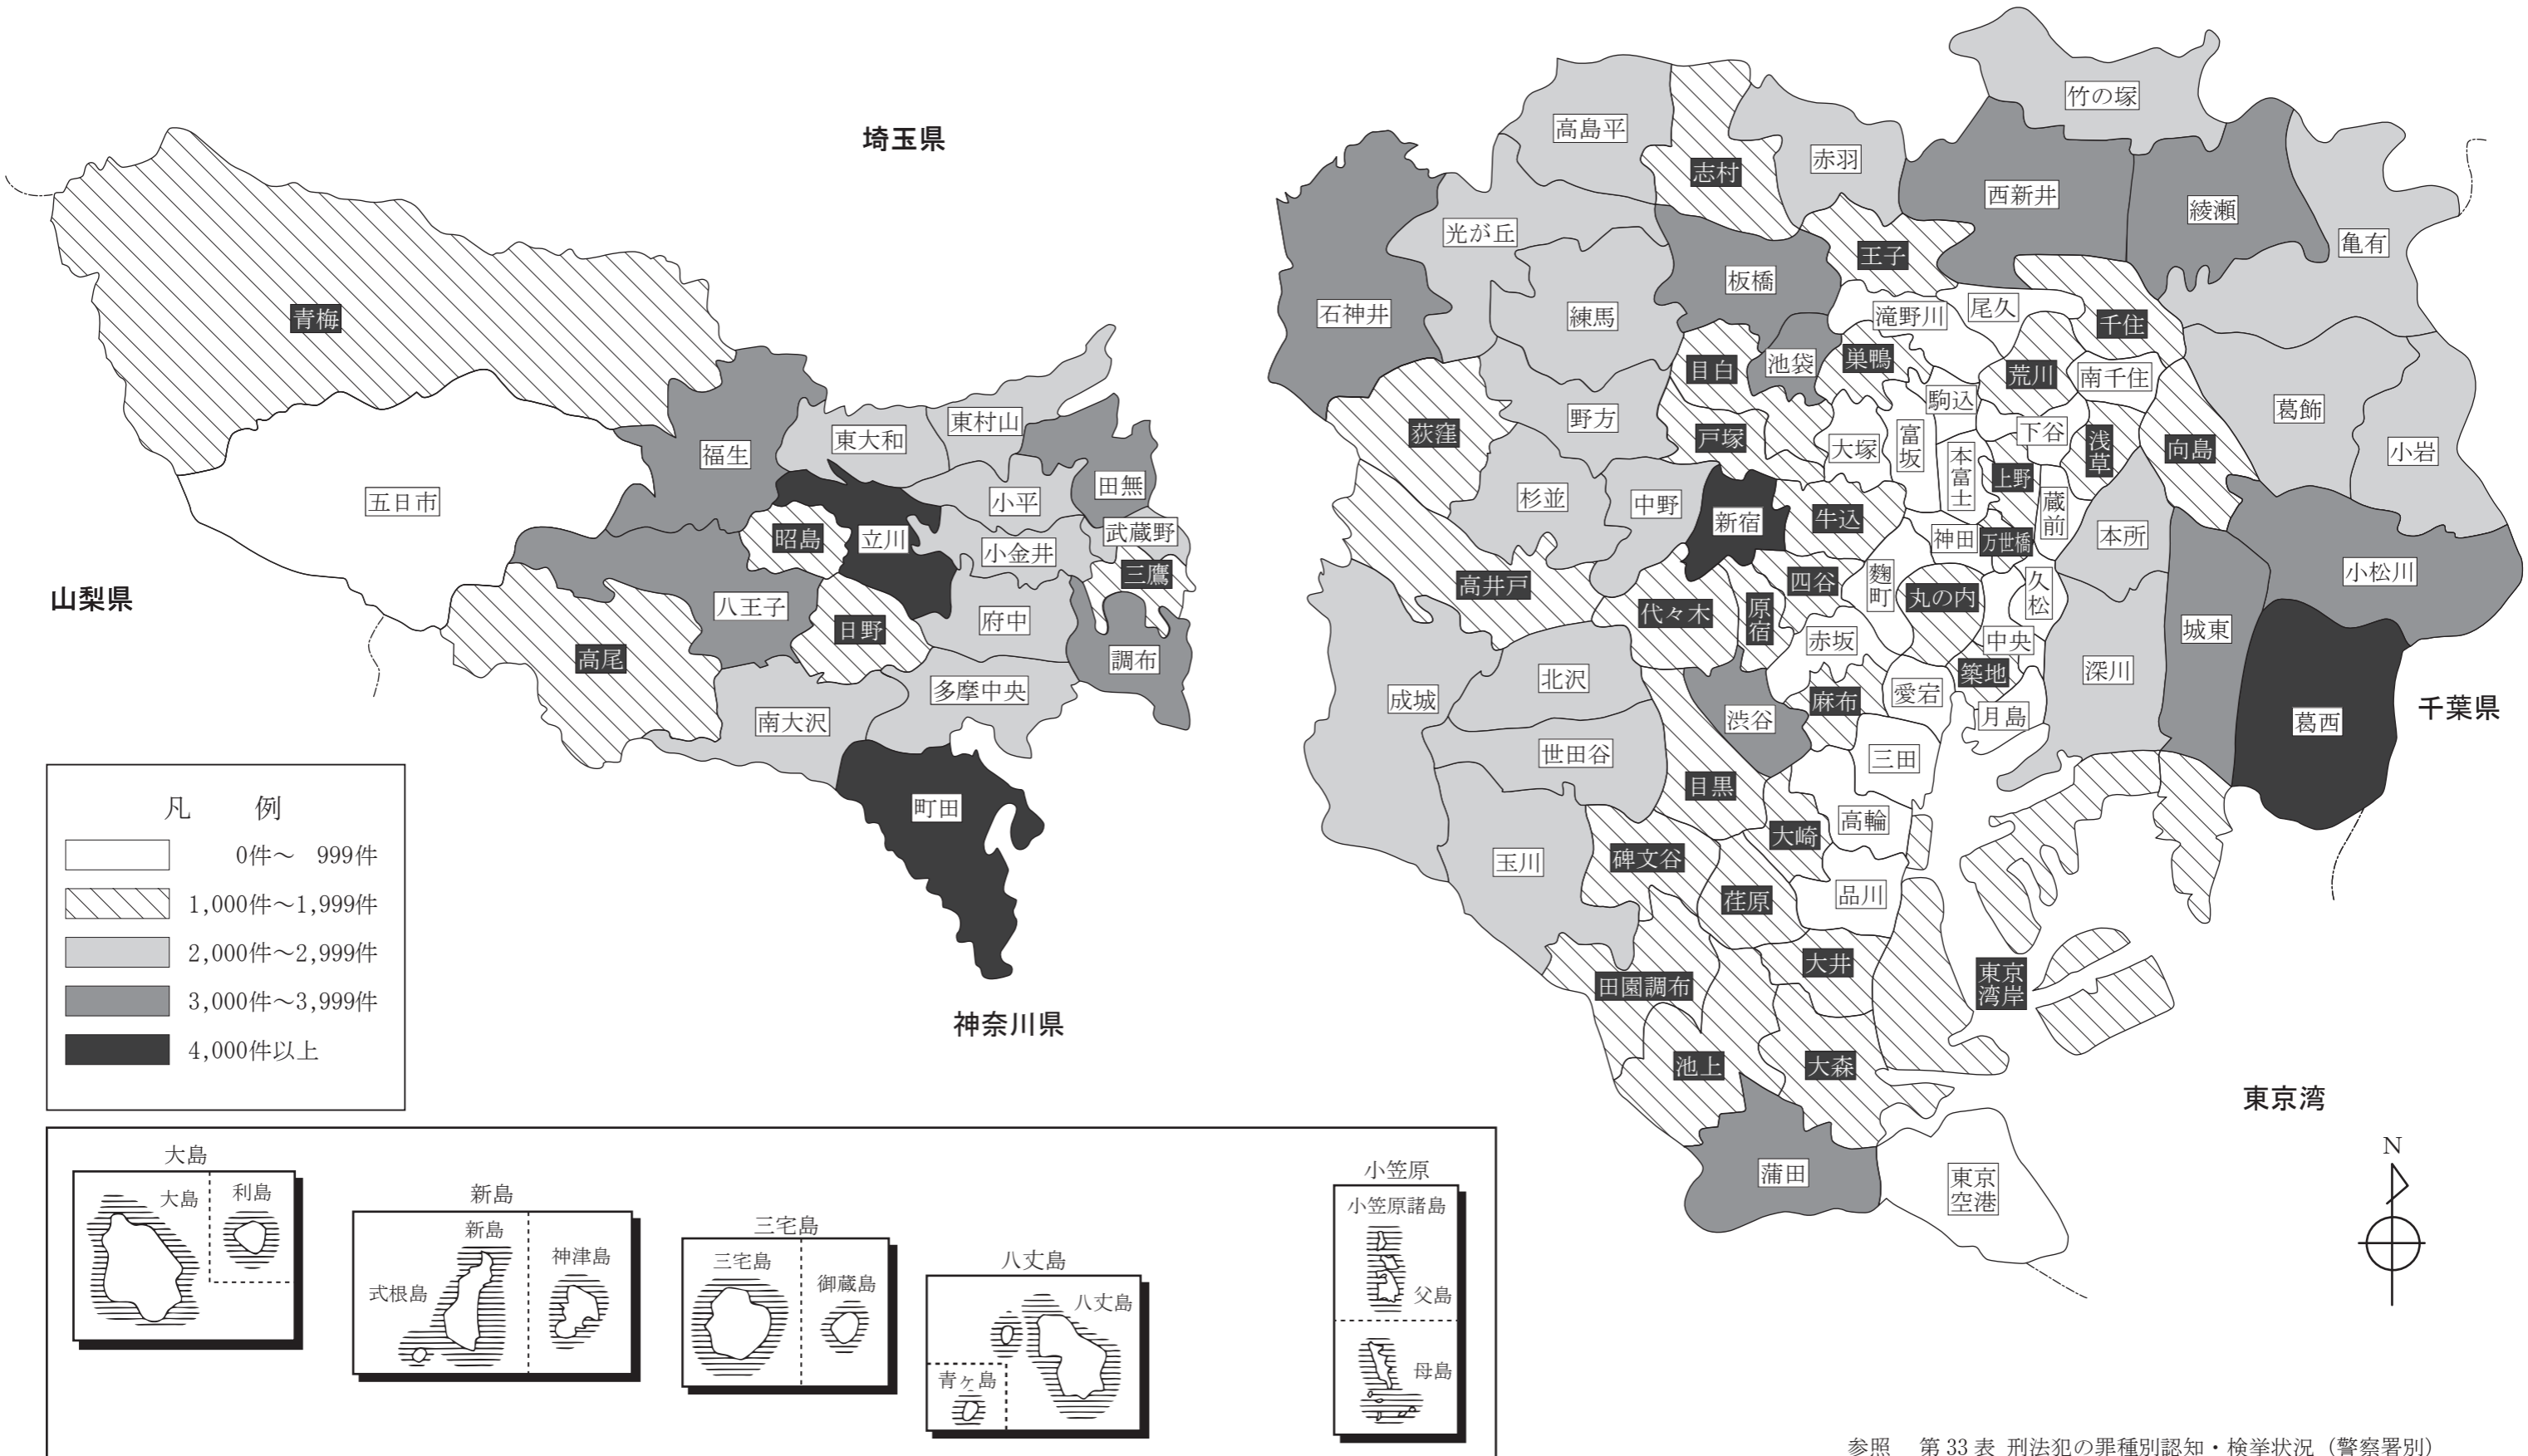 埼玉県
山梨県
神奈川県
千葉県
東京湾
青梅
五日市
福生
東大和
東村山
田無
小平
武蔵野
昭島
立川
小金井
三鷹
八王子
日野
府中
高尾
調布
多摩中央
南大沢
町田
竹の塚
高島平
志村
赤羽
西新井
綾瀬
亀有
光が丘
王子
板橋
石神井
練馬
滝野川
尾久
千住
目白
池袋
巣鴨
荒川
南千住
駒込
葛飾
荻窪
野方
戸塚
大塚
富坂
本富士
下谷
浅草
向島
小岩
上野
杉並
中野
新宿
牛込
神田
万世橋
蔵前
本所
小松川
高井戸
代々木
原宿
四谷
麴町
丸の内
久松
城東
赤坂
中央
成城
北沢
渋谷
麻布
愛宕
築地
月島
深川
葛西
世田谷
目黒
三田
高輪
大崎
玉川
碑文谷
荏原
品川
大井
田園調布
東京
湾岸
池上
大森
蒲田
東京
空港
凡 例
0件～ 999件
1,000件～1,999件
2,000件～2,999件
3,000件～3,999件
4,000件以上
大島
大島
利島
新島
新島
式根島
神津島
三宅島
三宅島
御蔵島
八丈島
八丈島
青ヶ島
小笠原
小笠原諸島
父島
母島
N
参照 第33表 刑法犯の罪種別認知・検挙状況（警察署別）